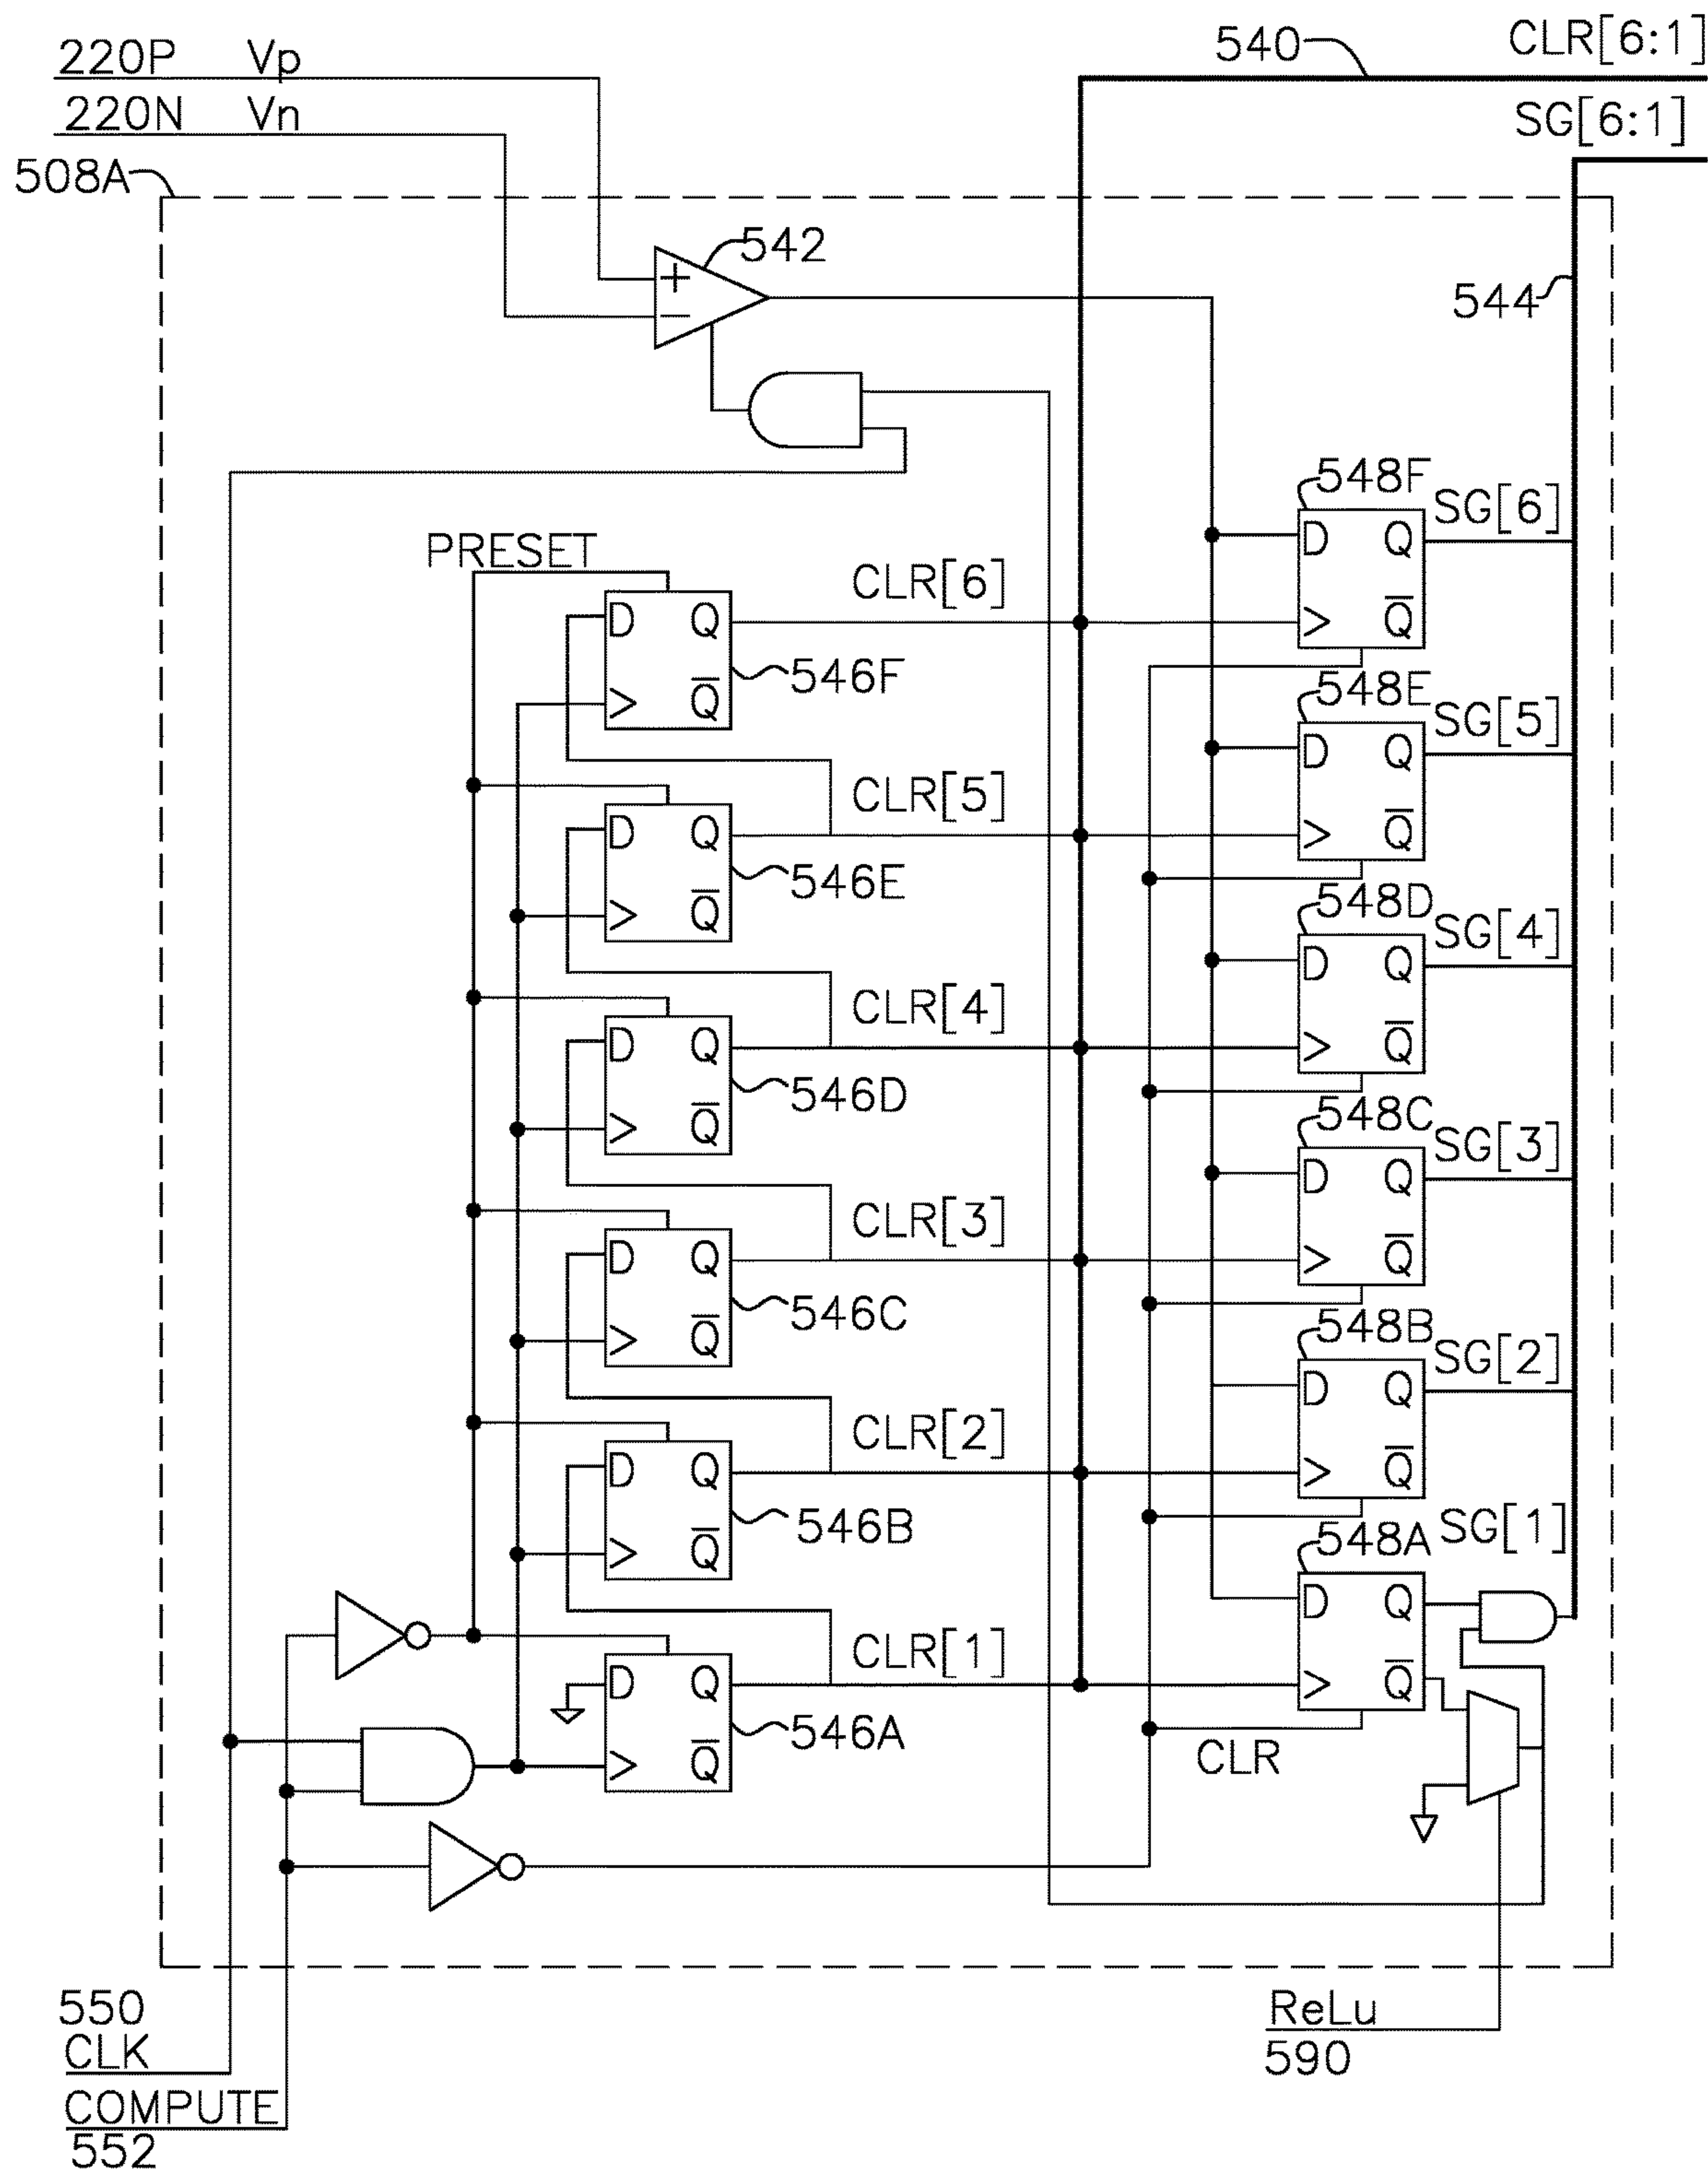 220P Vp
540
CLR[6:1]
220N Vn
SG[6:1]
508A
542
544
548F
SG[6]
D Q
Q̅
PRESET
CLR[6]
D Q
546F
Q̅
548E
SG[5]
D Q
Q̅
CLR[5]
D Q
546E
Q̅
548D
SG[4]
D Q
Q̅
CLR[4]
D Q
546D
Q̅
548C
SG[3]
D Q
Q̅
CLR[3]
D Q
546C
Q̅
548B
SG[2]
D Q
Q̅
CLR[2]
D Q
546B
Q̅
548A
SG[1]
D Q
Q̅
CLR[1]
D Q
546A
Q̅
CLR
550
CLK
COMPUTE
552
ReLu
590